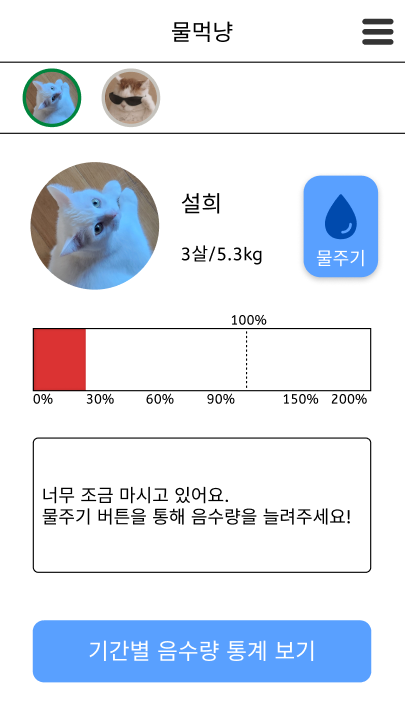 물먹냥
설희
3살/5.3kg
물주기
100%
0% 30% 60% 90% 150% 200%
너무 조금 마시고 있어요.
물주기 버튼을 통해 음수량을 늘려주세요!
기간별 음수량 통계 보기